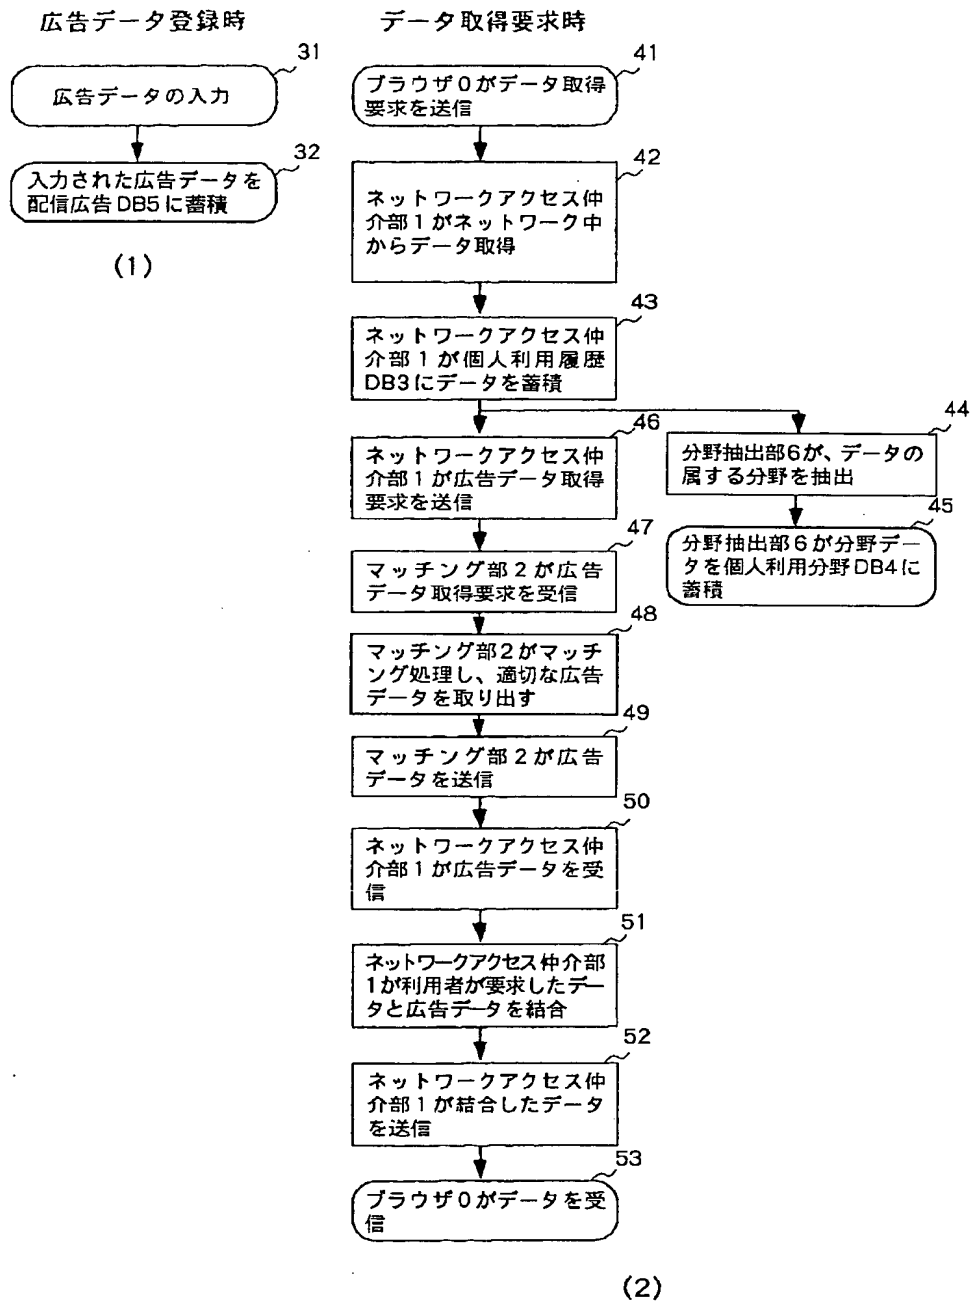 広告データ登録時
31
広告データの入力
32
入力された広告データを
配信広告DB5に蓄積
(1)
データ取得要求時
41
ブラウザ0がデータ取得
要求を送信
42
ネットワークアクセス仲
介部1がネットワーク中
からデータ取得
43
ネットワークアクセス仲
介部1が個人利用履歴
DB3にデータを蓄積
44
分野抽出部6が、データの
属する分野を抽出
45
分野抽出部6が分野デー
タを個人利用分野DB4に
蓄積
46
ネットワークアクセス仲
介部1が広告データ取得
要求を送信
47
マッチング部2が広告
データ取得要求を受信
48
マッチング部2がマッチ
ング処理し、適切な広告
データを取り出す
49
マッチング部2が広告
データを送信
50
ネットワークアクセス仲
介部1が広告データを受
信
51
ネットワークアクセス仲介部
1が利用者が要求したデー
タと広告データを結合
52
ネットワークアクセス仲
介部1が結合したデータ
を送信
53
ブラウザ0がデータを受
信
(2)